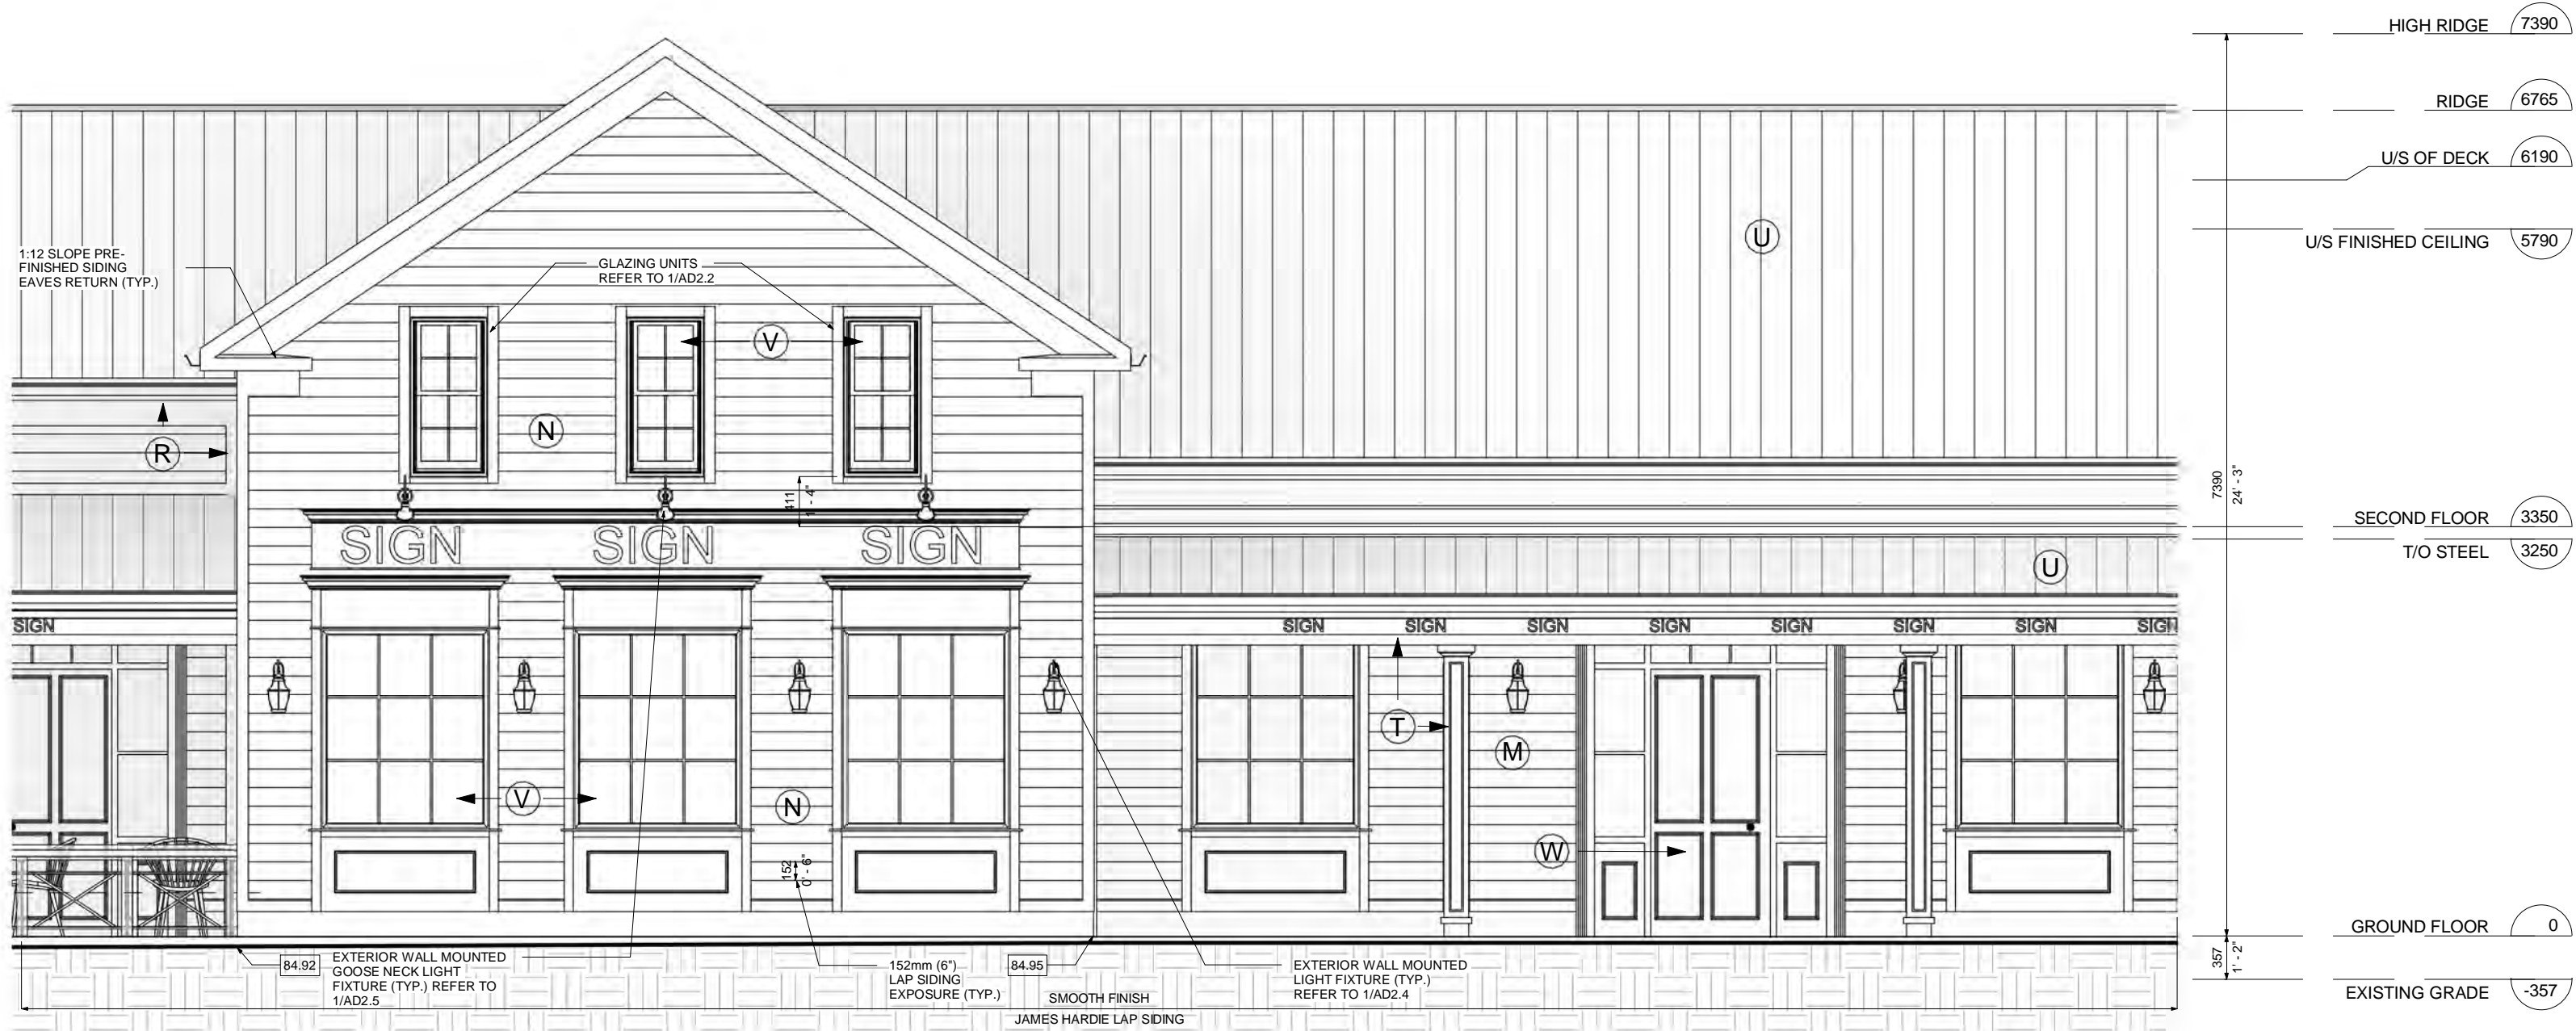 HIGH RIDGE 7390
RIDGE 6765
U/S OF DECK 6190
U/S FINISHED CEILING 5790
1:12 SLOPE PRE-
FINISHED SIDING
EAVES RETURN (TYP.)
GLAZING UNITS
REFER TO 1/AD2.2
U
V
N
R
411
1' - 4"
7390
24' - 3"
SECOND FLOOR 3350
T/O STEEL 3250
SIGN SIGN SIGN
U
SIGN
SIGN SIGN SIGN SIGN SIGN SIGN SIGN SIGN
T
M
V
N
W
152
0' - 6"
GROUND FLOOR 0
357
1' - 2"
EXISTING GRADE -357
84.92
EXTERIOR WALL MOUNTED
GOOSE NECK LIGHT
FIXTURE (TYP.) REFER TO
1/AD2.5
152mm (6")
LAP SIDING
EXPOSURE (TYP.)
84.95
EXTERIOR WALL MOUNTED
LIGHT FIXTURE (TYP.)
REFER TO 1/AD2.4
SMOOTH FINISH
JAMES HARDIE LAP SIDING